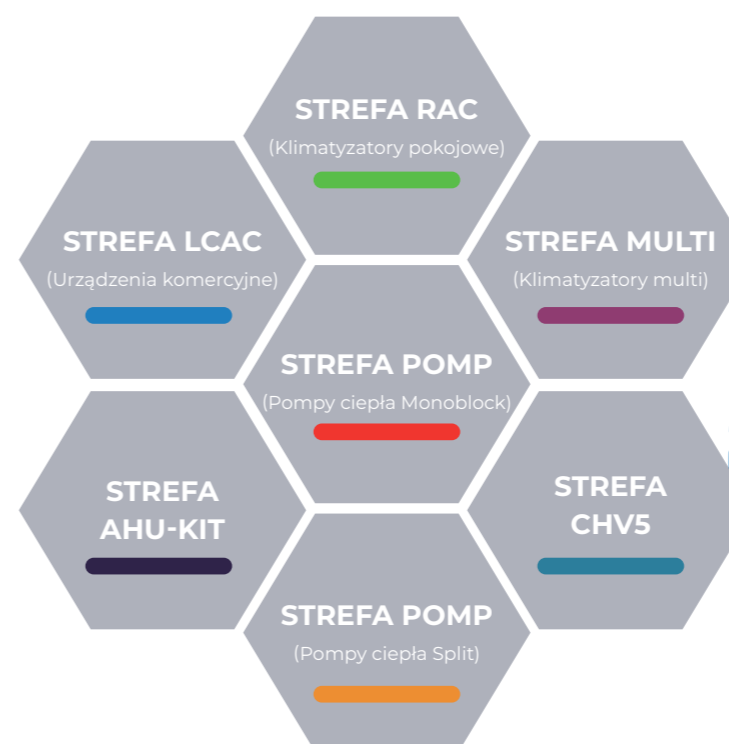 STREFA RAC
(Klimatyzatory pokojowe)
STREFA LCAC
(Urządzenia komercyjne)
STREFA MULTI
(Klimatyzatory multi)
STREFA POMP
(Pompy ciepła Monoblock)
STREFA
AHU-KIT
STREFA
CHV5
STREFA POMP
(Pompy ciepła Split)